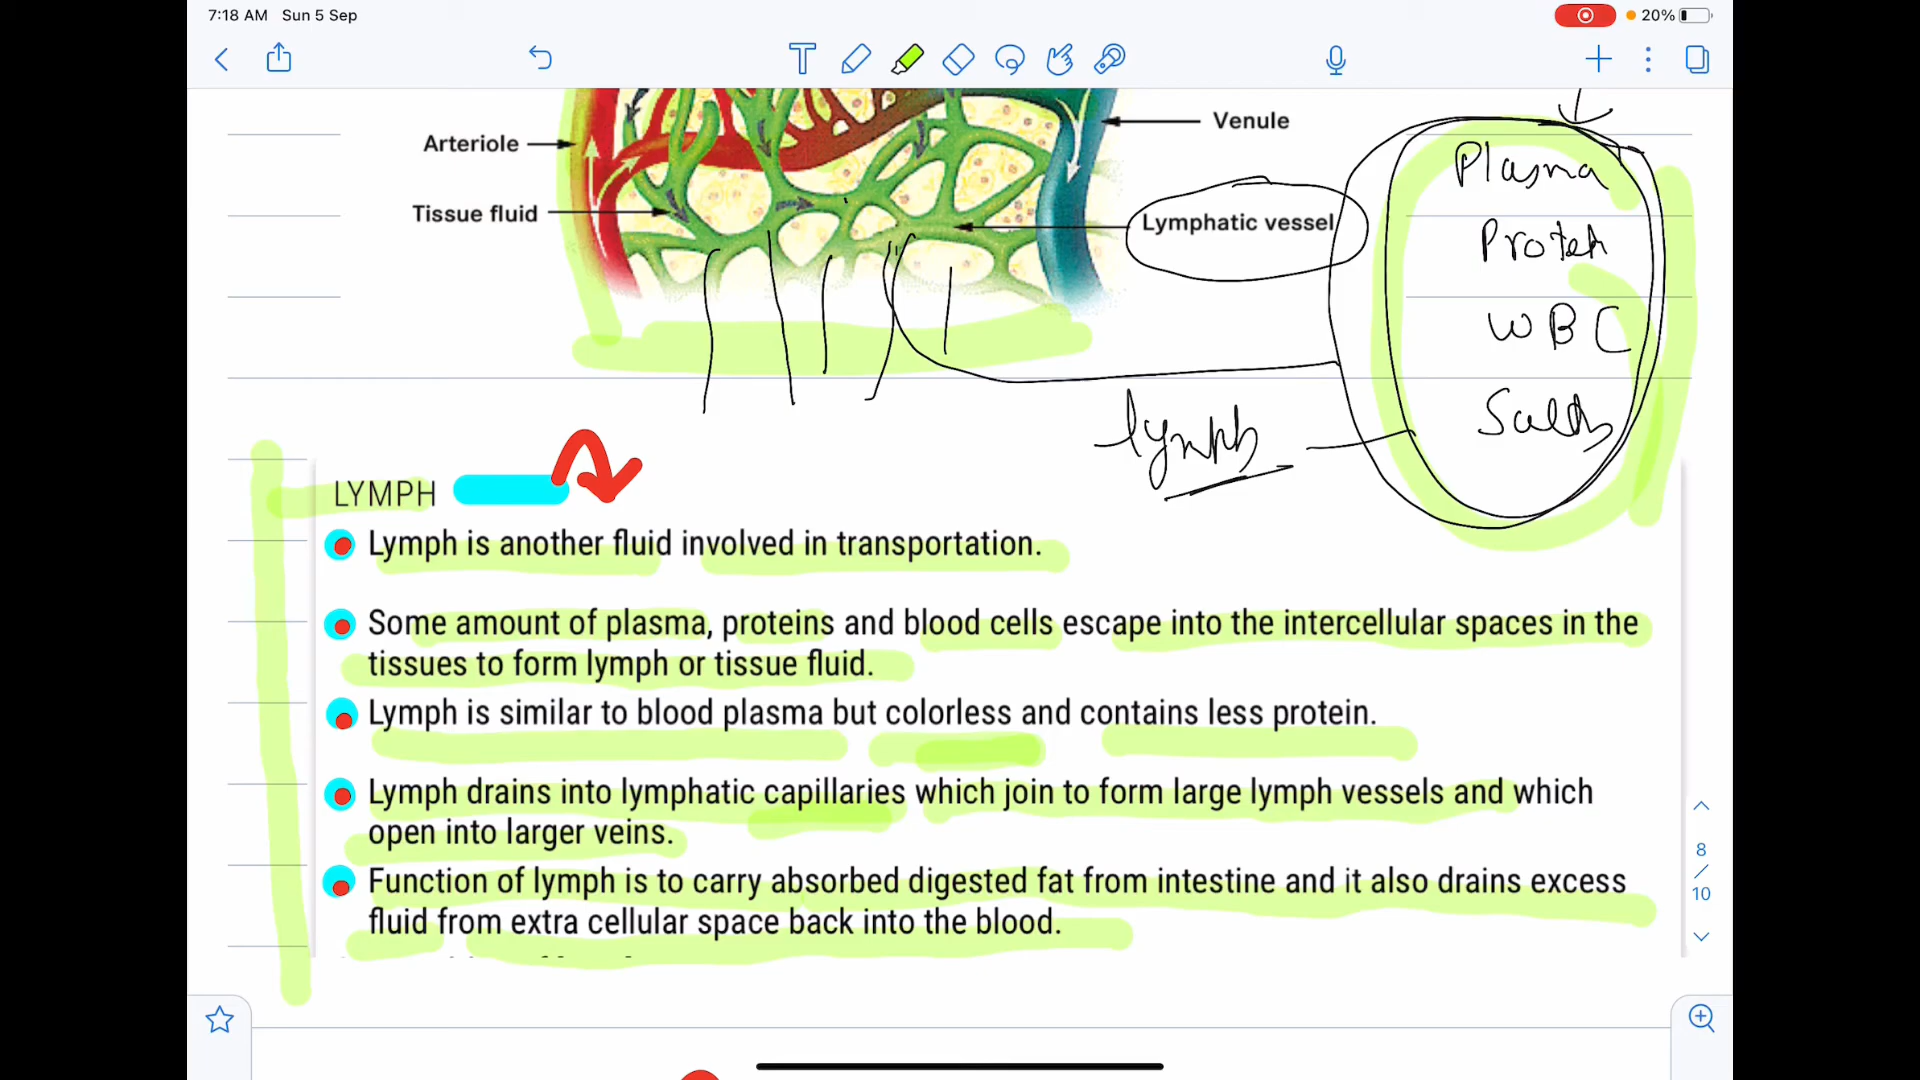 7:18 AM Sun 5 Sep
20%
T
Arteriole
Venule
Tissue fluid
Lymphatic vessel
Plasma
Protein
WBC
Salts
lymph
LYMPH
Lymph is another fluid involved in transportation.
Some amount of plasma, proteins and blood cells escape into the intercellular spaces in the
tissues to form lymph or tissue fluid.
Lymph is similar to blood plasma but colorless and contains less protein.
Lymph drains into lymphatic capillaries which join to form large lymph vessels and which
open into larger veins.
Function of lymph is to carry absorbed digested fat from intestine and it also drains excess
fluid from extra cellular space back into the blood.
8
/
10